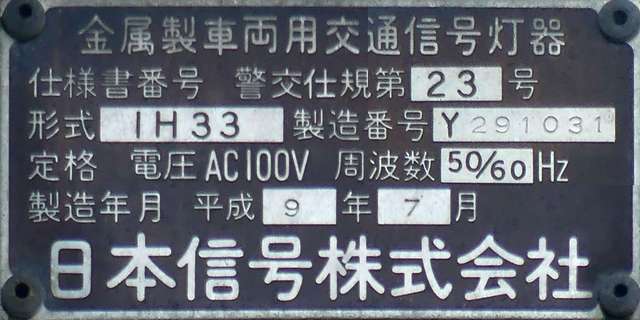 金属製車両用交通信号灯器
仕様書番号 警交仕規第 23 号
形式 1H33 製造番号 Y291031
定格 電圧 AC100V 周波数 50/60 Hz
製造年月 平成 9 年 7 月
日本信号株式会社